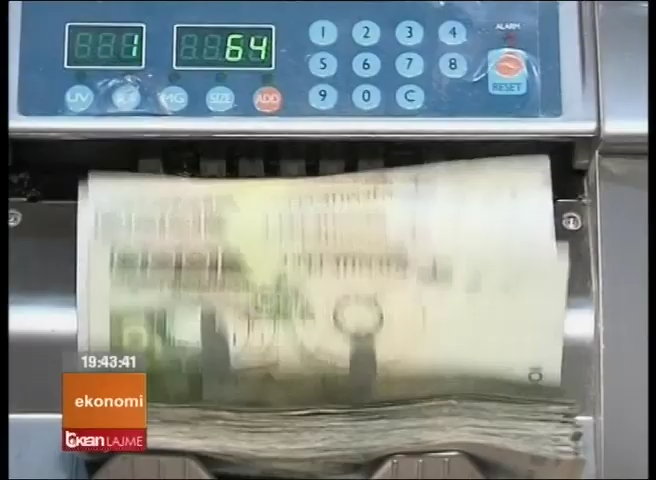 1 64
1 2 3 4 ALARM
5 6 7 8 RESET
9 0 C
UV MG SIZE ADD
19:43:41
ekonomi
LAJME